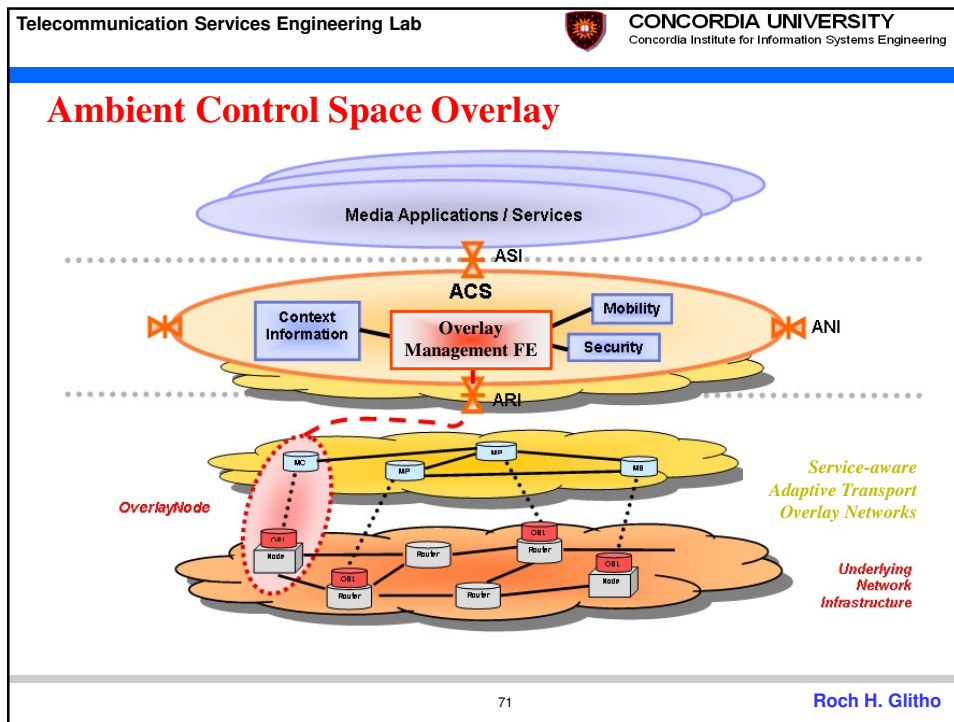 Telecommunication Services Engineering Lab
CONCORDIA UNIVERSITY
Concordia Institute for Information Systems Engineering
Ambient Control Space Overlay
Media Applications / Services
ASI
ACS
Context
Information
Overlay
Management FE
Mobility
Security
ANI
ARI
MC
MP
MP
MB
Service-aware
Adaptive Transport
Overlay Networks
OverlayNode
OBL
Node
Router
OBL
Router
OBL
Router
Router
OBL
Node
Underlying
Network
Infrastructure
71
Roch H. Glitho